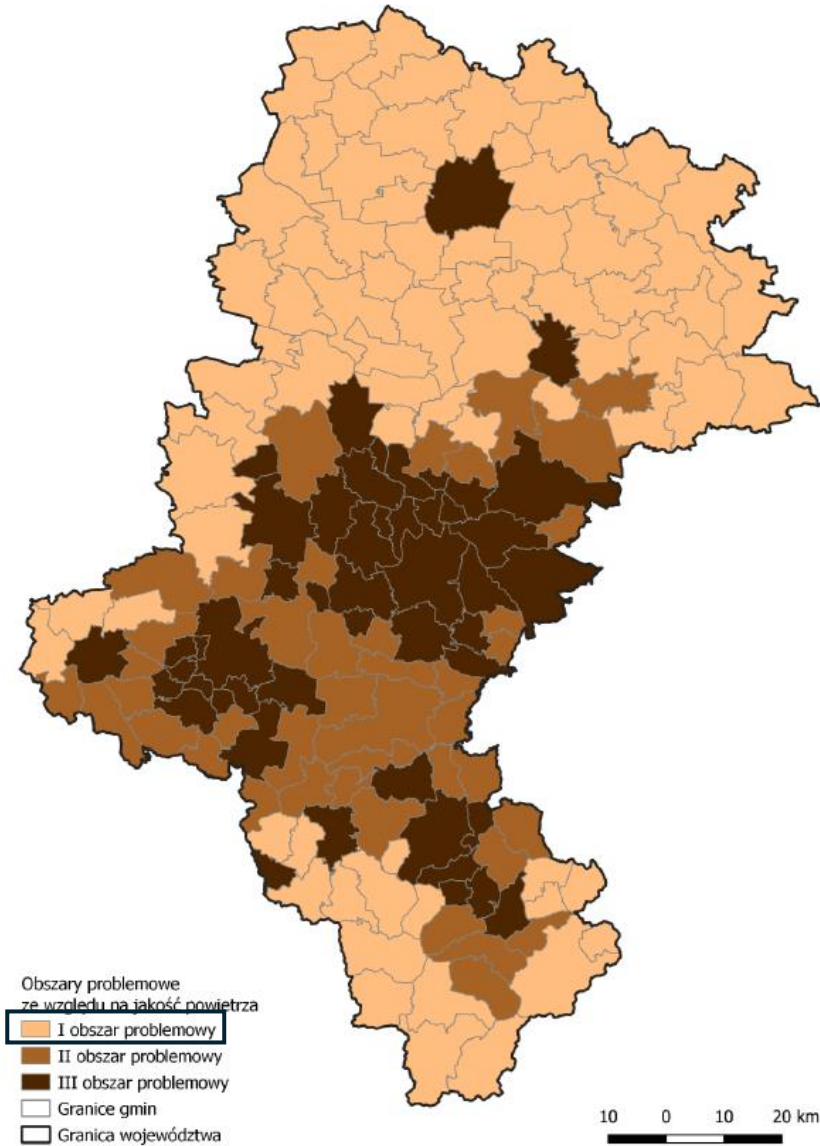 Obszary problemowe
ze względu na jakość powietrza
I obszar problemowy
II obszar problemowy
III obszar problemowy
Granice gmin
Granica województwa
10 0 10 20 km